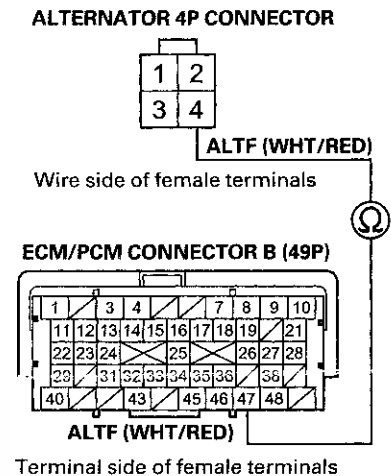 ALTERNATOR 4P CONNECTOR
1 2
3 4
ALTF (WHT/RED)
Wire side of female terminals
Ω
ECM/PCM CONNECTOR B (49P)
1 3 4 7 8 9 10
11 12 13 14 15 16 17 18 19 21
22 23 24 25 26 27 28
29 31 32 33 34 35 36 38
40 43 45 46 47 48
ALTF (WHT/RED)
Terminal side of female terminals